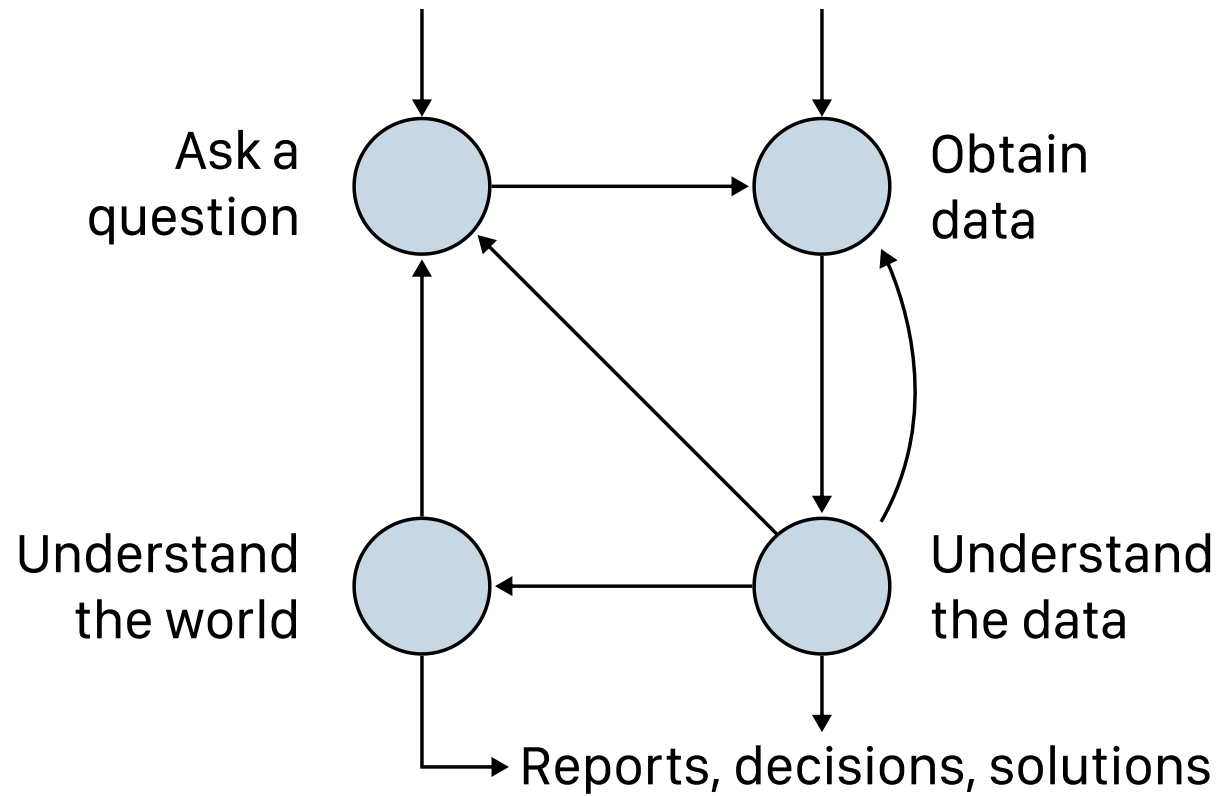 Ask a
question
Obtain
data
Understand
the world
Understand
the data
Reports, decisions, solutions